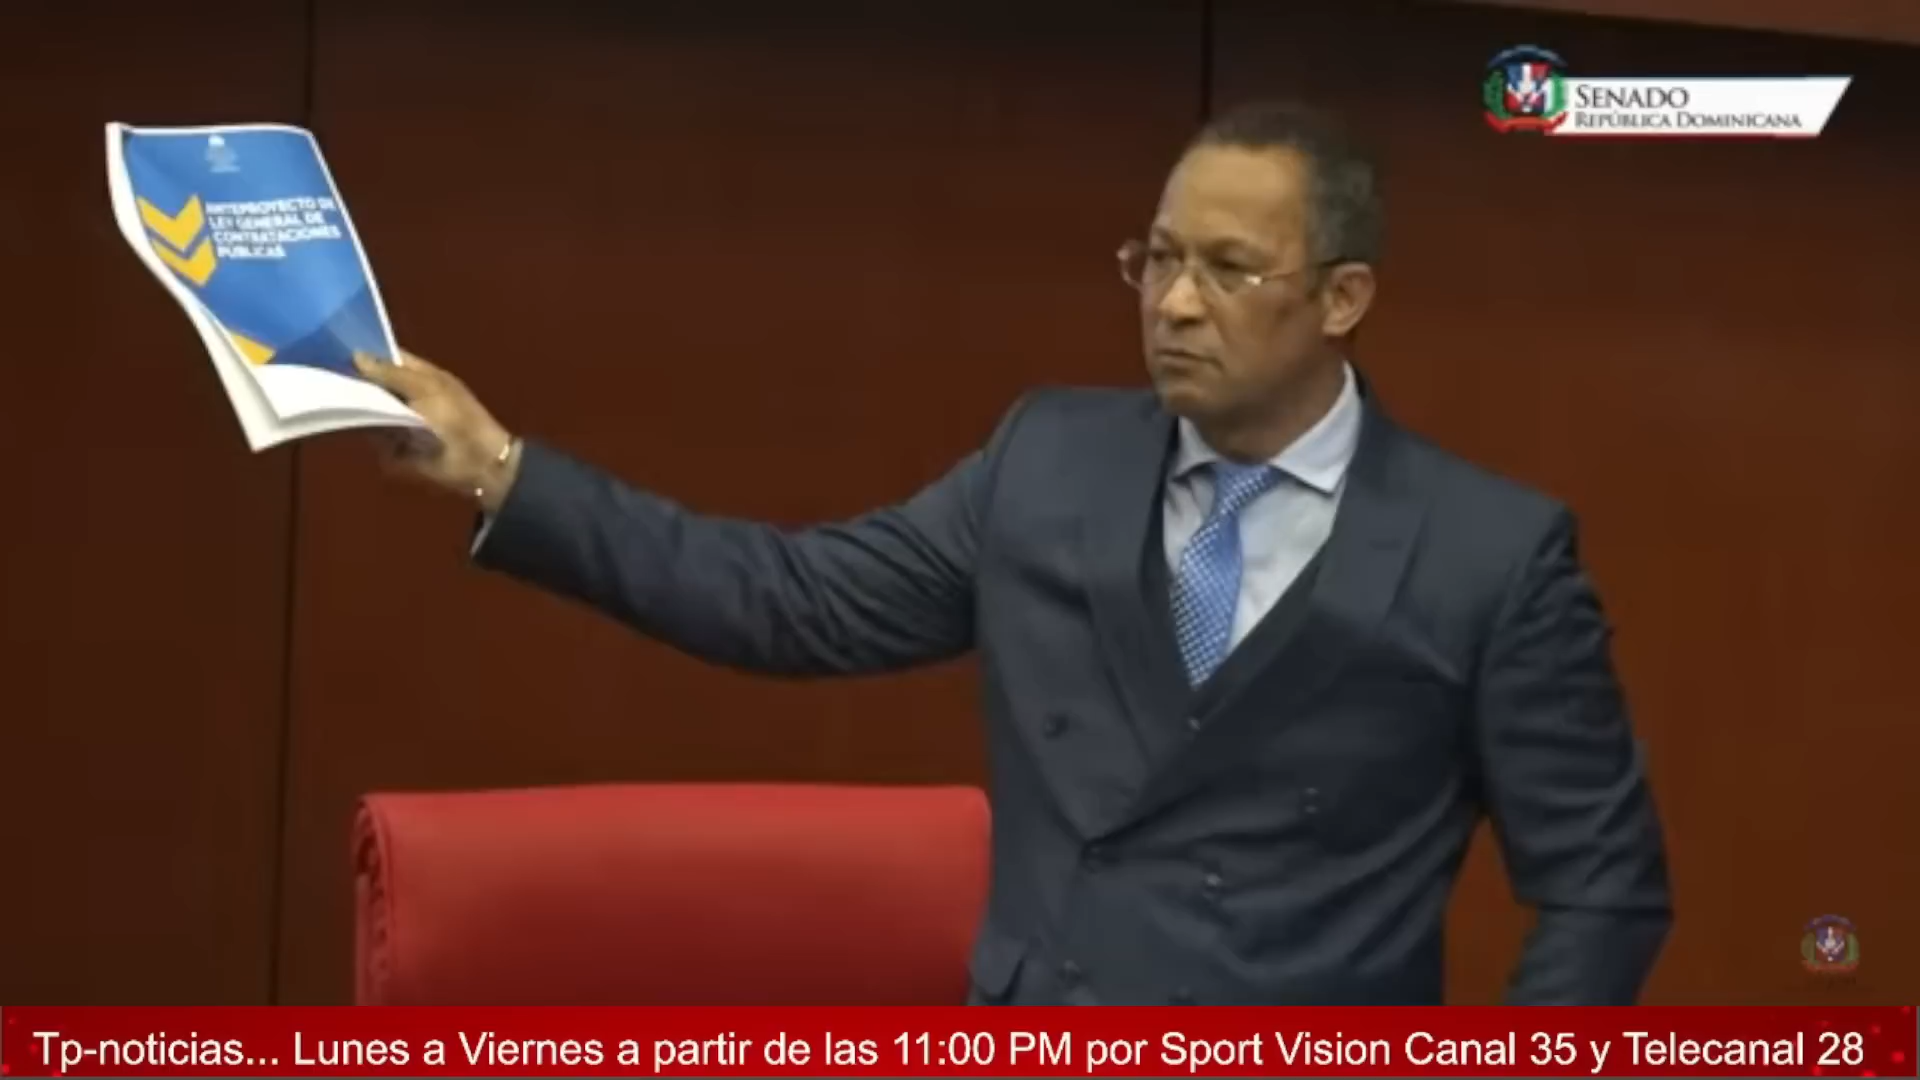 SENADO
REPÚBLICA DOMINICANA
ANTEPROYECTO DE
LEY GENERAL DE
CONTRATACIONES
PÚBLICAS
Tp-noticias... Lunes a Viernes a partir de las 11:00 PM por Sport Vision Canal 35 y Telecanal 28